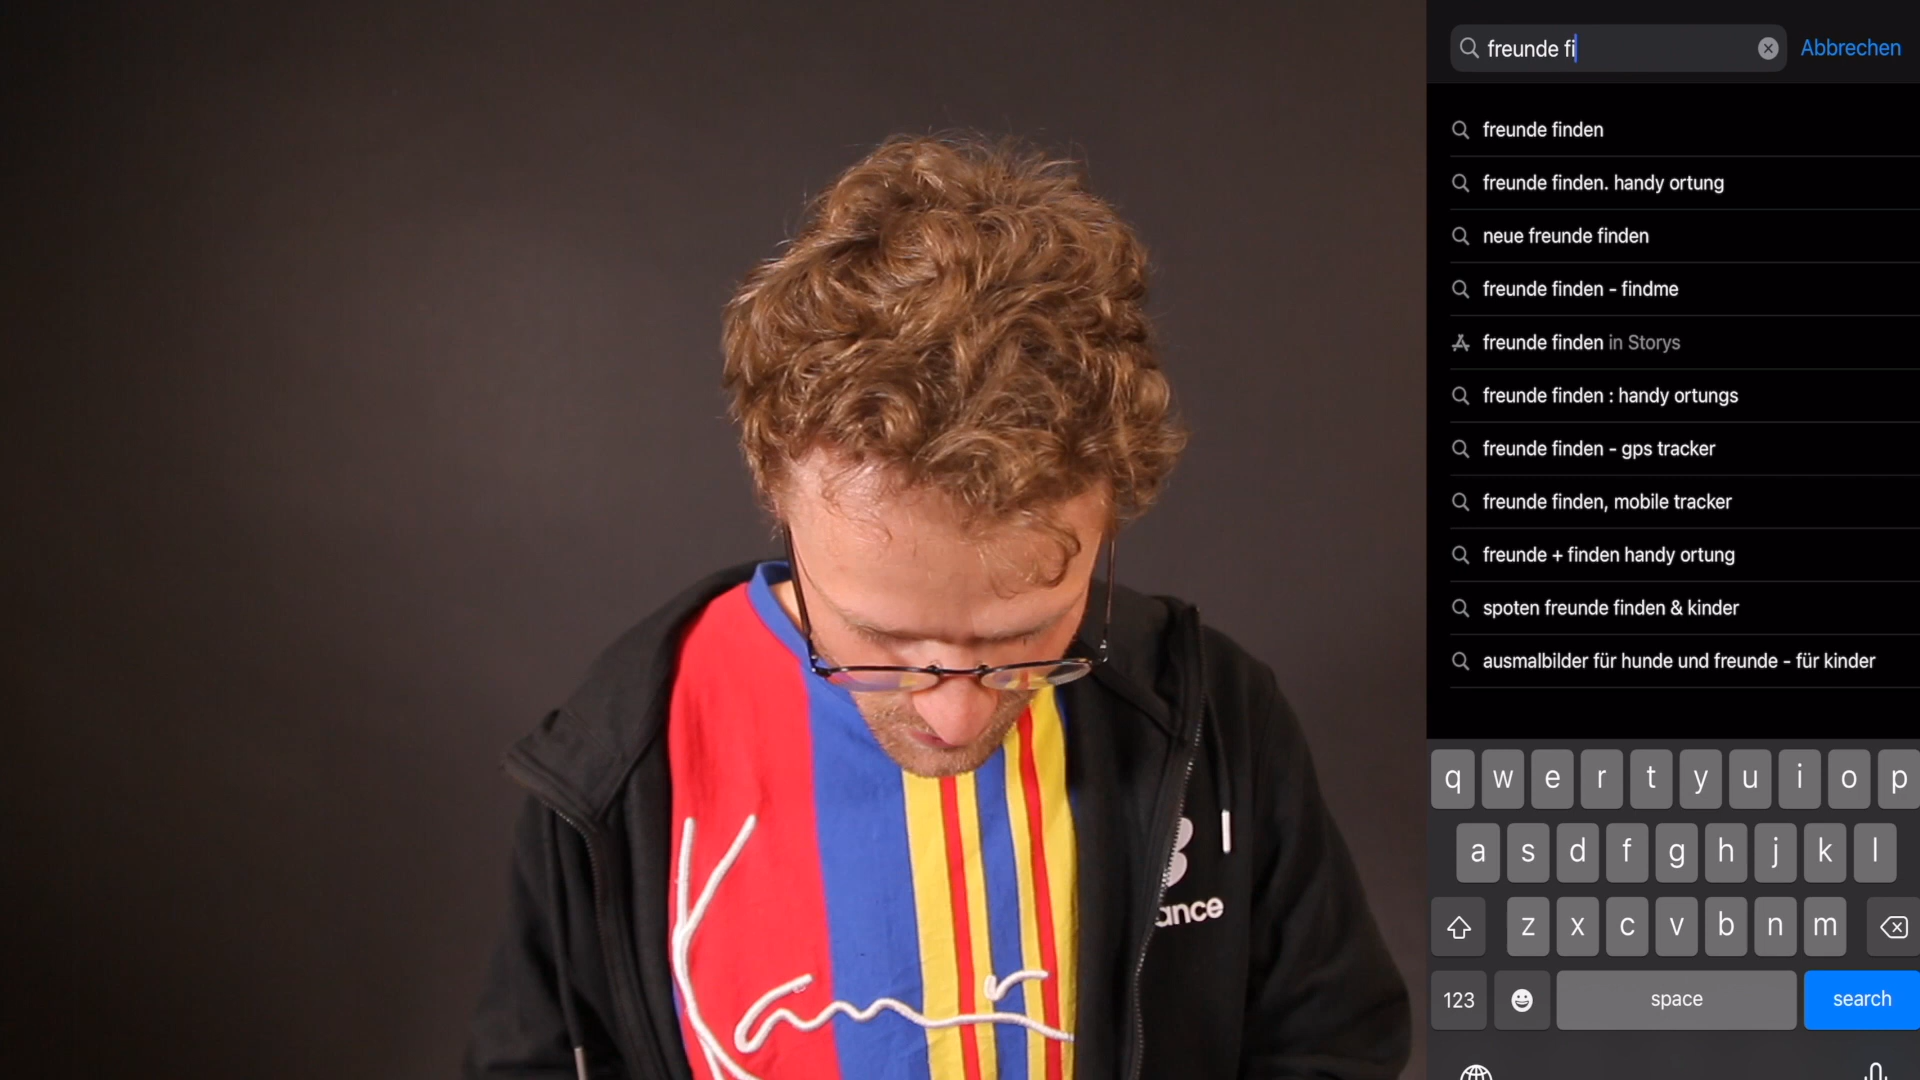 freunde fi
Abbrechen
freunde finden
freunde finden. handy ortung
neue freunde finden
freunde finden - findme
freunde finden in Storys
freunde finden : handy ortungs
freunde finden - gps tracker
freunde finden, mobile tracker
freunde + finden handy ortung
spoten freunde finden & kinder
ausmalbilder für hunde und freunde - für kinder
q w e r t y u i o p
a s d f g h j k l
z x c v b n m
123
space
search
ance
Kani